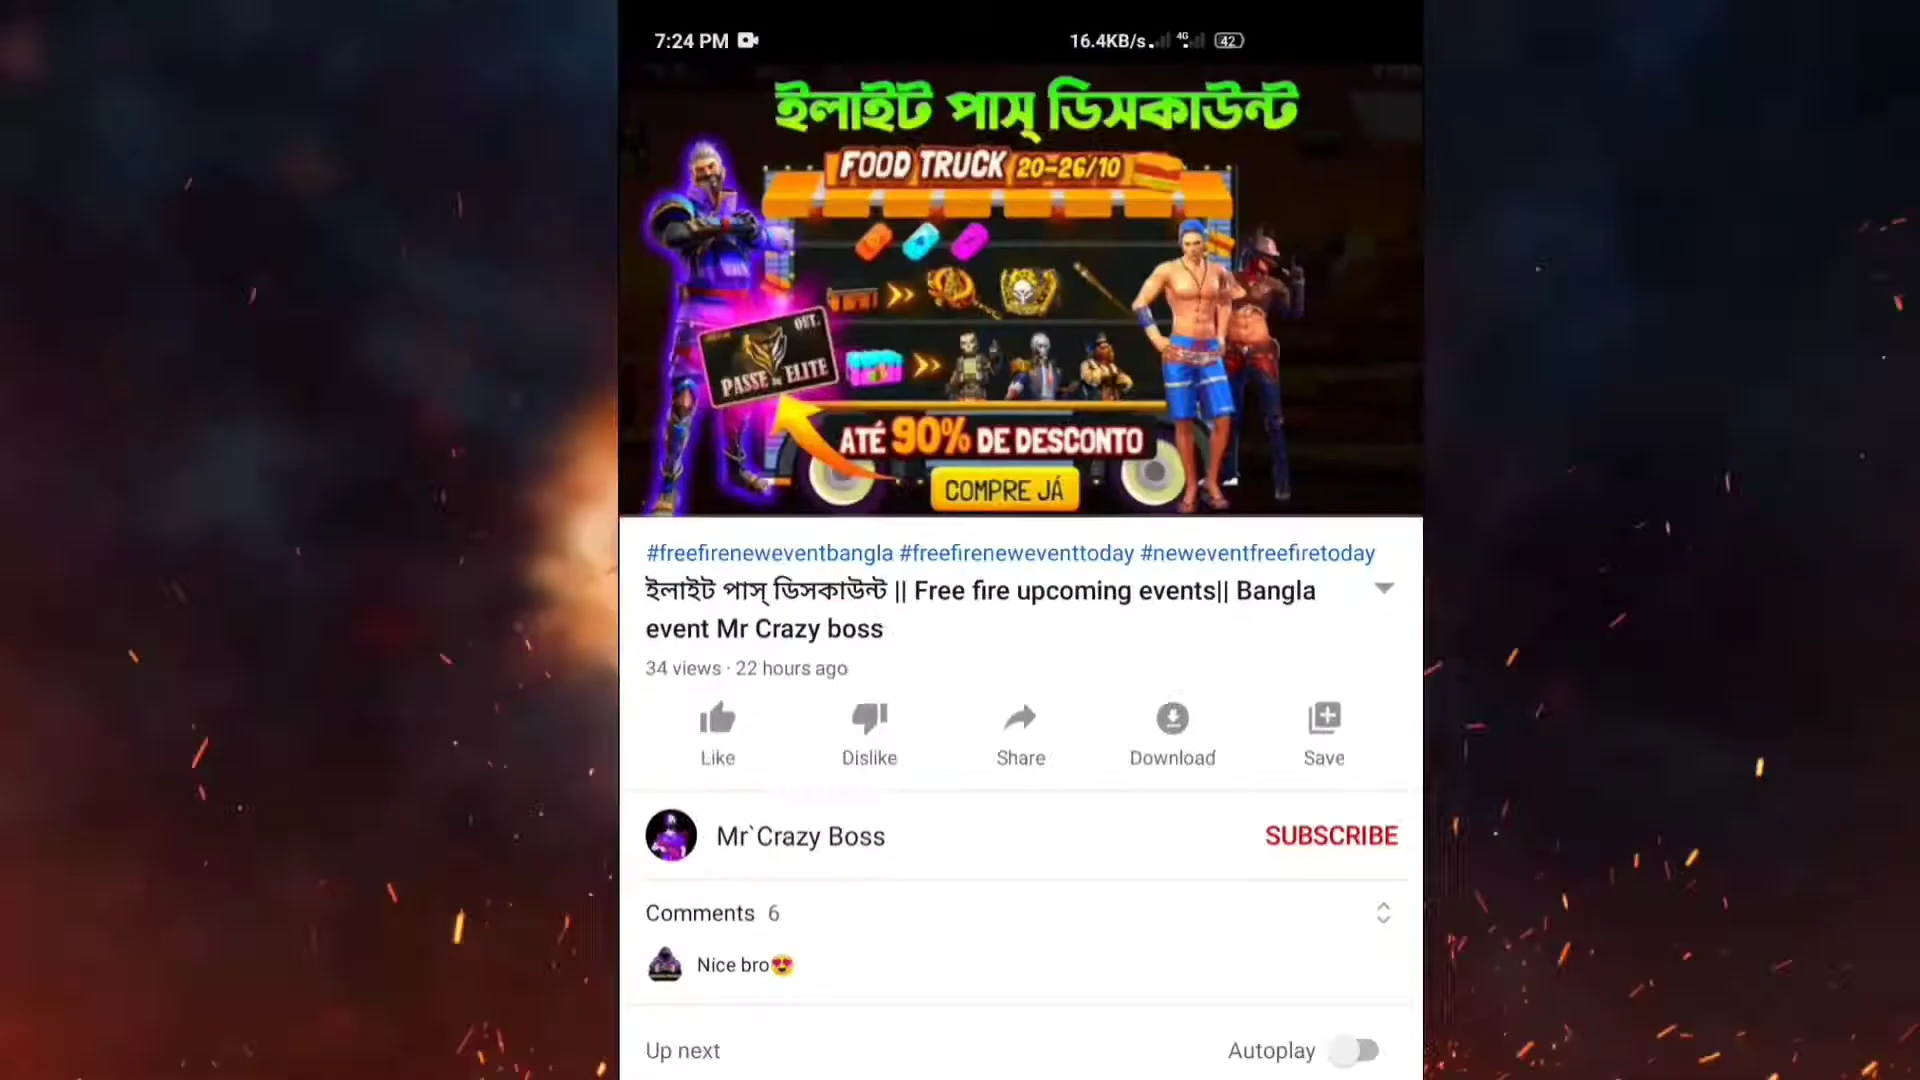 7:24 PM
16.4KB/s 4G 42
ইলাইট পাস্ ডিসকাউন্ট
FOOD TRUCK 20-26/10
OUT.
PASSE DE ELITE
ATÉ 90% DE DESCONTO
COMPRE JÁ
#freefireneweventbangla #freefireneweventtoday #neweventfreefiretoday
ইলাইট পাস্ ডিসকাউন্ট || Free fire upcoming events|| Bangla
event Mr Crazy boss
34 views · 22 hours ago
Like
Dislike
Share
Download
Save
Mr`Crazy Boss
SUBSCRIBE
Comments 6
Nice bro😍
Up next
Autoplay